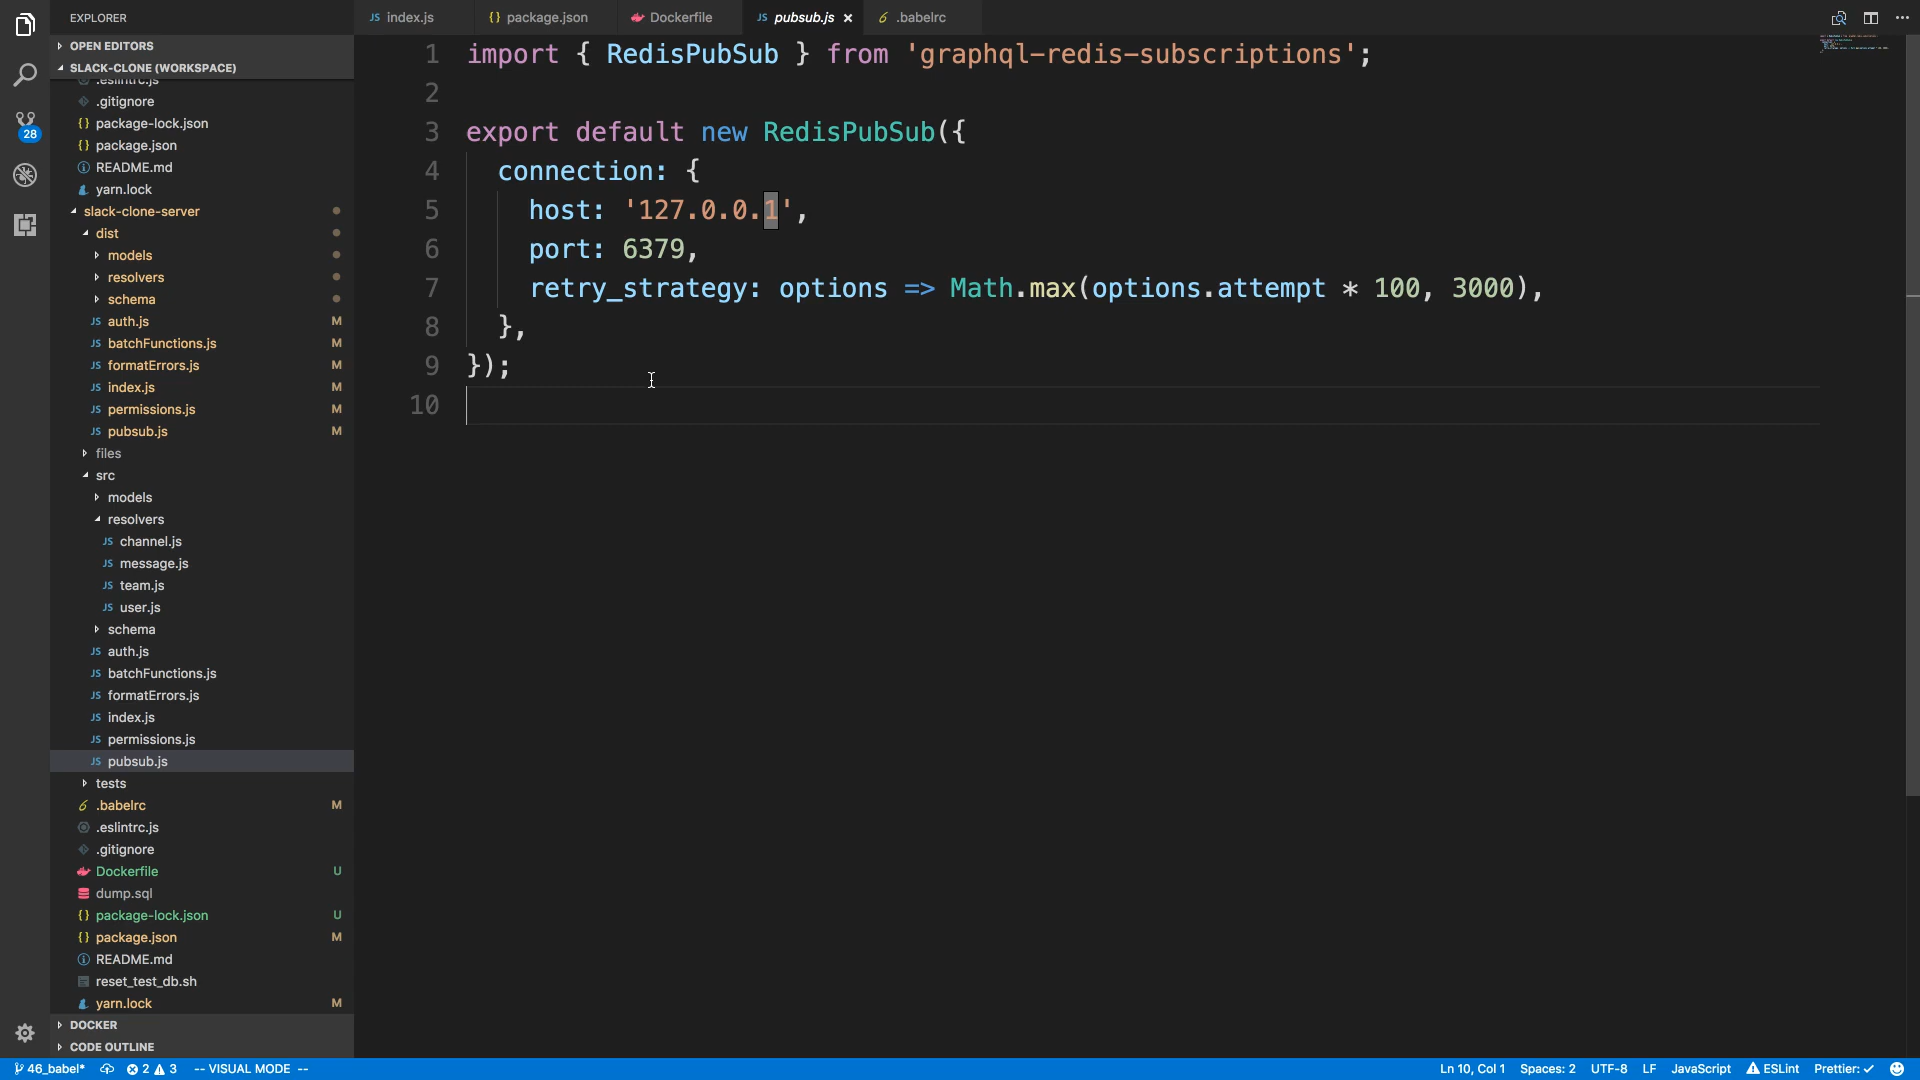 EXPLORER
OPEN EDITORS
SLACK-CLONE (WORKSPACE)
.eslintrc.js
.gitignore
package-lock.json
package.json
README.md
yarn.lock
slack-clone-server
dist
models
resolvers
schema
auth.js M
batchFunctions.js M
formatErrors.js M
index.js M
permissions.js M
pubsub.js M
files
src
models
resolvers
channel.js
message.js
team.js
user.js
schema
auth.js
batchFunctions.js
formatErrors.js
index.js
permissions.js
pubsub.js
tests
.babelrc M
.eslintrc.js
.gitignore
Dockerfile U
dump.sql
package-lock.json U
package.json M
README.md
reset_test_db.sh
yarn.lock M
DOCKER
CODE OUTLINE
28
JS index.js {} package.json Dockerfile JS pubsub.js × .babelrc
1 import { RedisPubSub } from 'graphql-redis-subscriptions';
2
3 export default new RedisPubSub({
4 connection: {
5 host: '127.0.0.1',
6 port: 6379,
7 retry_strategy: options => Math.max(options.attempt * 100, 3000),
8 },
9 });
10
46_babel* 2 3 -- VISUAL MODE -- Ln 10, Col 1 Spaces: 2 UTF-8 LF JavaScript ESLint Prettier: ✓